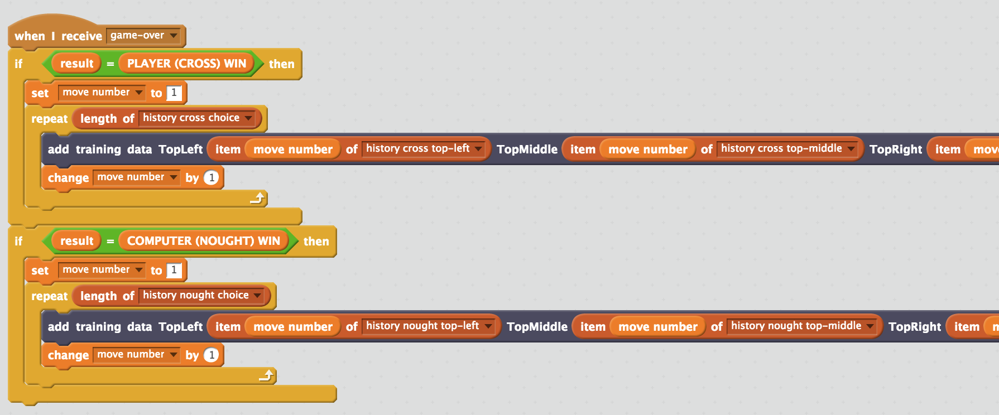 when I receive game-over
if result = PLAYER (CROSS) WIN then
set move number to 1
repeat length of history cross choice
add training data TopLeft item move number of history cross top-left TopMiddle item move number of history cross top-middle TopRight item
change move number by 1
if result = COMPUTER (NOUGHT) WIN then
set move number to 1
repeat length of history nought choice
add training data TopLeft item move number of history nought top-left TopMiddle item move number of history nought top-middle TopRight item
change move number by 1